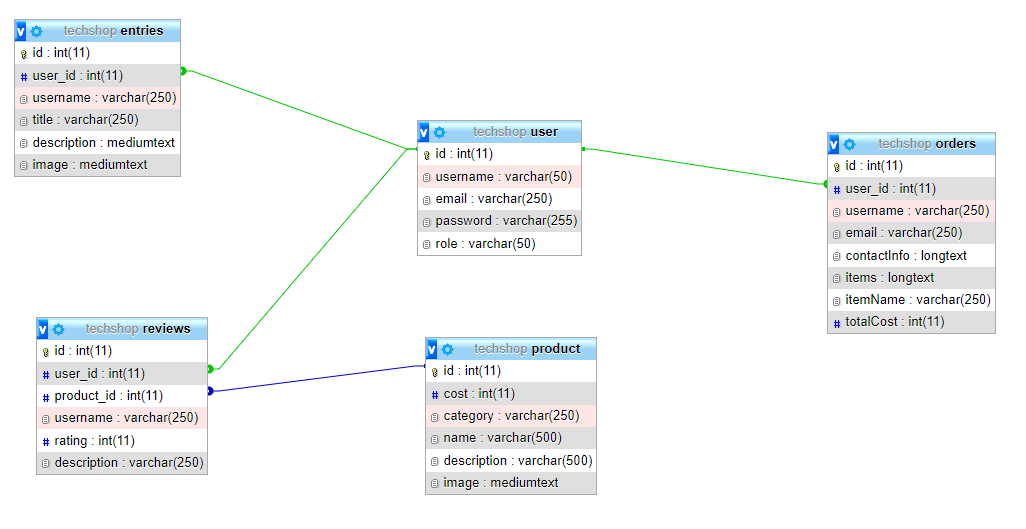 v techshop entries
id : int(11)
# user_id : int(11)
username : varchar(250)
title : varchar(250)
description : mediumtext
image : mediumtext
v techshop user
id : int(11)
username : varchar(50)
email : varchar(250)
password : varchar(255)
role : varchar(50)
v techshop orders
id : int(11)
# user_id : int(11)
username : varchar(250)
email : varchar(250)
contactInfo : longtext
items : longtext
itemName : varchar(250)
# totalCost : int(11)
v techshop reviews
id : int(11)
# user_id : int(11)
# product_id : int(11)
username : varchar(250)
# rating : int(11)
description : varchar(250)
v techshop product
id : int(11)
# cost : int(11)
category : varchar(250)
name : varchar(500)
description : varchar(500)
image : mediumtext